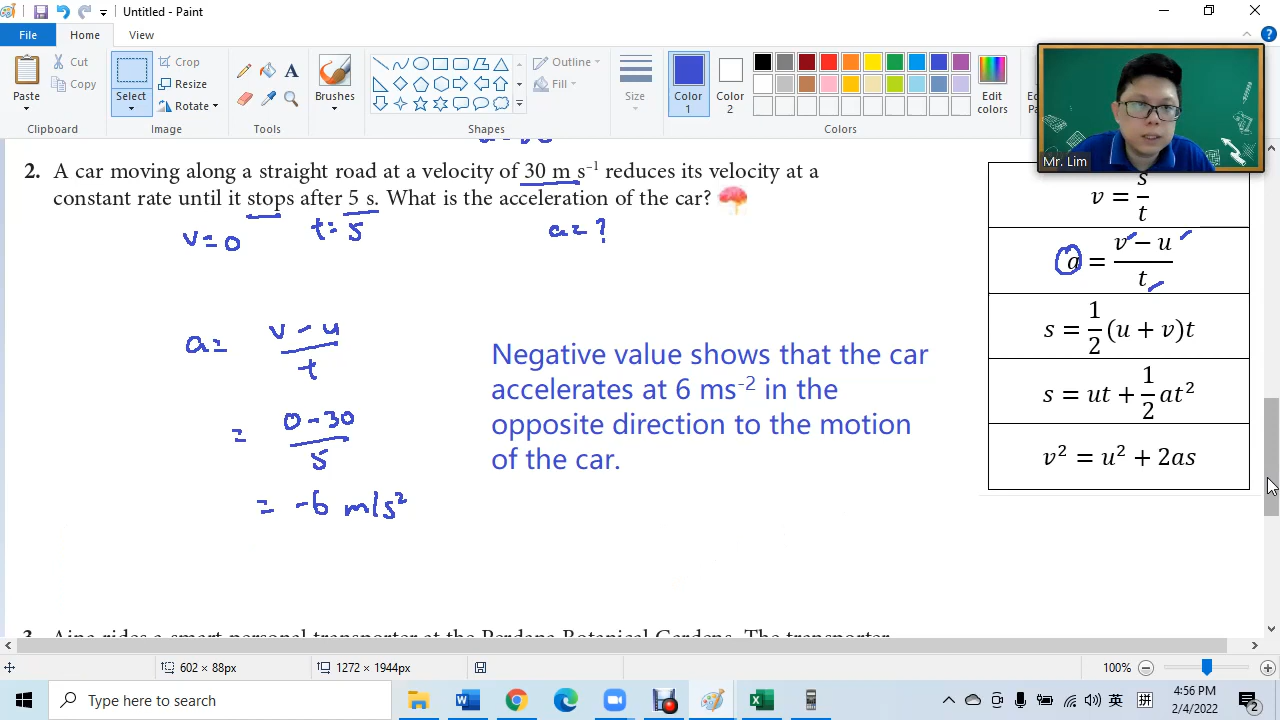 Untitled - Paint
File Home View
Paste Cut Copy Clipboard
Select Crop Resize Rotate Image
Tools
Brushes
Shapes
Outline Fill
Size
Color 1 Color 2 Colors Edit colors
Mr. Lim
2. A car moving along a straight road at a velocity of 30 m s⁻¹ reduces its velocity at a
constant rate until it stops after 5 s. What is the acceleration of the car?
v = 0 t = 5 a = ?
a = v - u / t
= 0 - 30 / 5
= -6 m/s²
Negative value shows that the car
accelerates at 6 ms⁻² in the
opposite direction to the motion
of the car.
v = s/t
a = (v − u)/t
s = 1/2 (u + v)t
s = ut + 1/2 at²
v² = u² + 2as
602 × 88px 1272 × 1944px 100%
Type here to search
英 拼
4:56 PM
2/4/2022
2